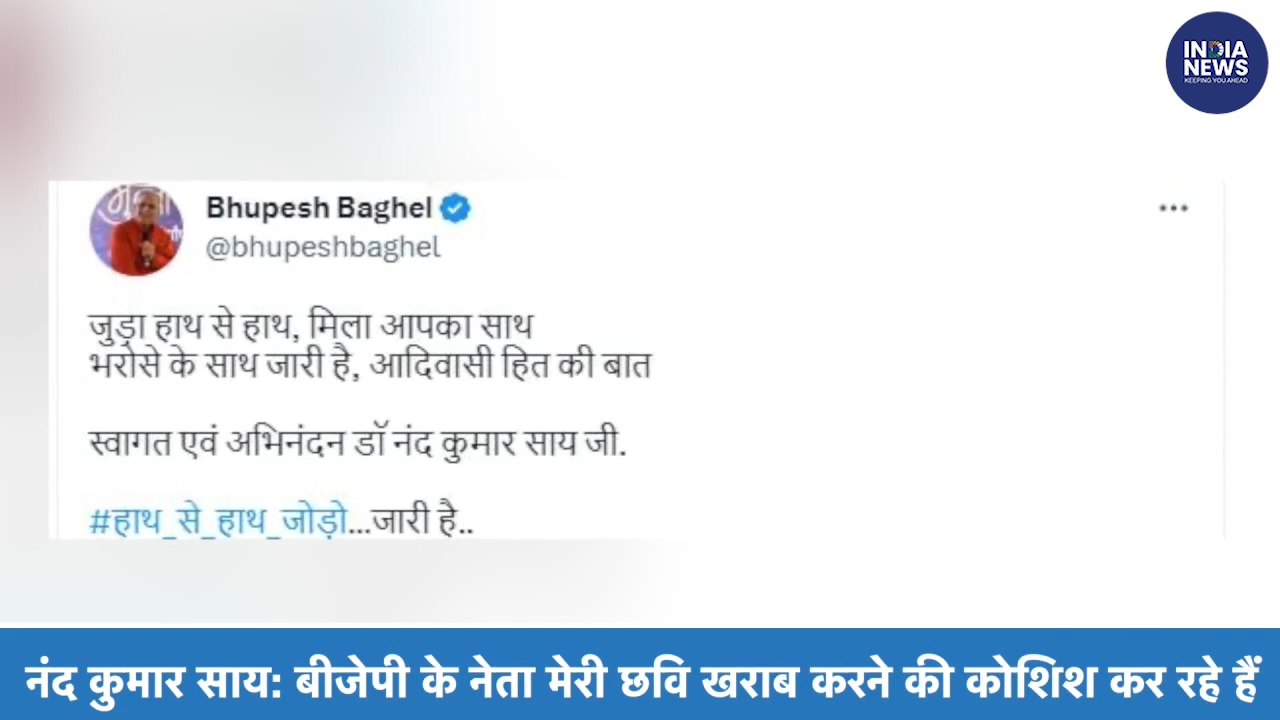 INDIA
NEWS
KEEPING YOU AHEAD
Bhupesh Baghel
@bhupeshbaghel
जुड़ा हाथ से हाथ, मिला आपका साथ
भरोसे के साथ जारी है, आदिवासी हित की बात
स्वागत एवं अभिनंदन डॉ नंद कुमार साय जी.
#हाथ_से_हाथ_जोड़ो...जारी है..
नंद कुमार साय: बीजेपी के नेता मेरी छवि खराब करने की कोशिश कर रहे हैं